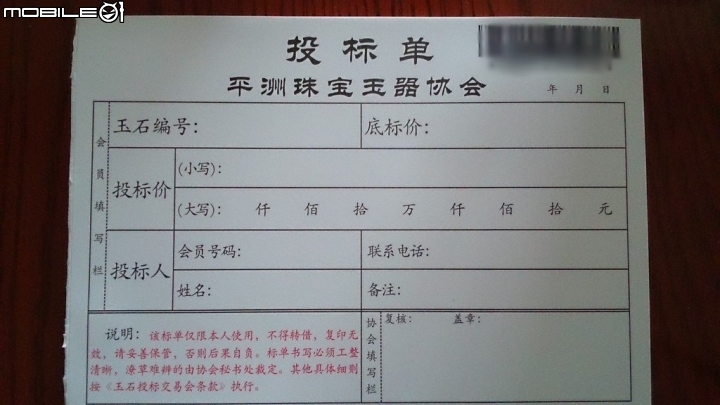 MOBILE01
投标单
平洲珠宝玉器协会
年 月 日
会员填写栏
玉石编号：
底标价：
投标价
(小写)：
(大写)： 仟 佰 拾 万 仟 佰 拾 元
投标人
会员号码：
联系电话：
姓名：
备注：
说明：该标单仅限本人使用，不得转借，复印无
效，请妥善保管，否则后果自负。标单书写必须工整
清晰，潦草难辨的由协会秘书处裁定。其他具体细则
按《玉石投标交易会条款》执行。
协会填写栏
复核： 盖章：